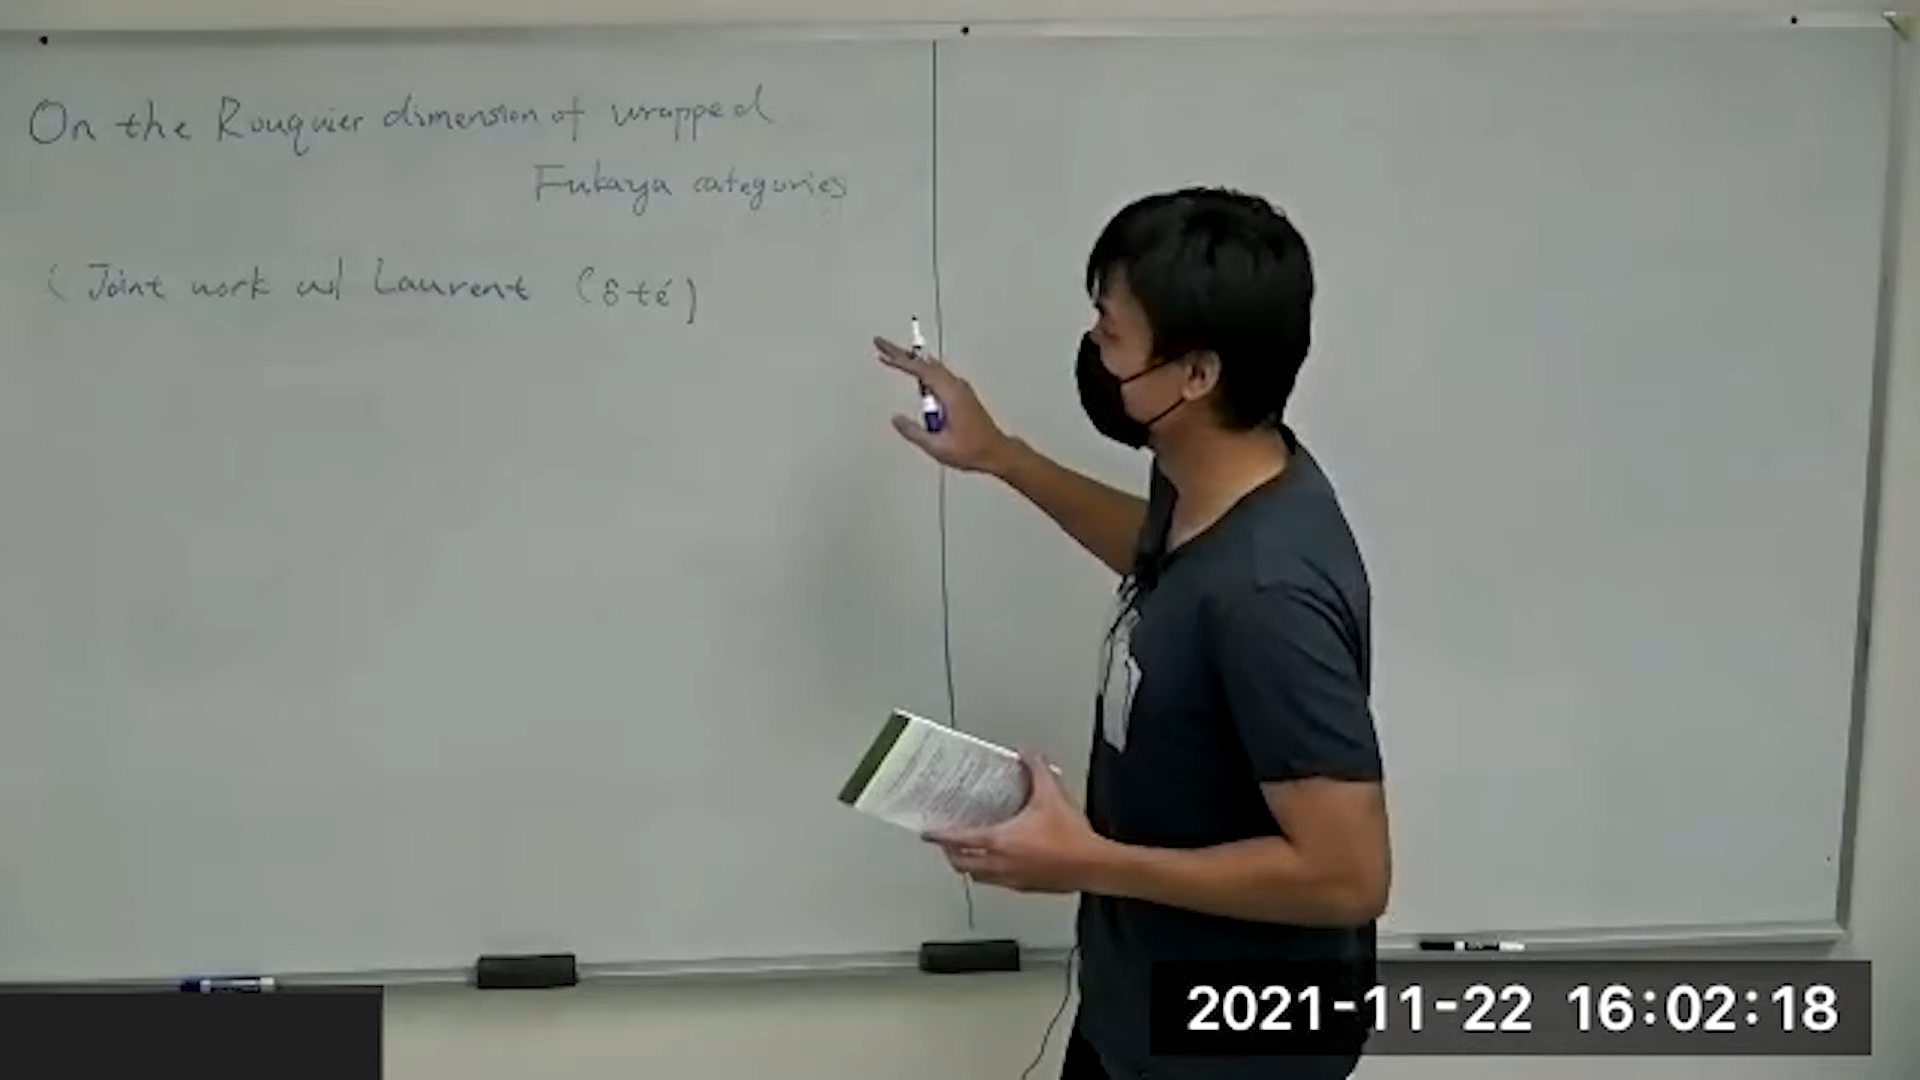 On the Rouquier dimension of wrapped
Fukaya categories
(Joint work w/ Laurent Côté)
2021-11-22 16:02:18